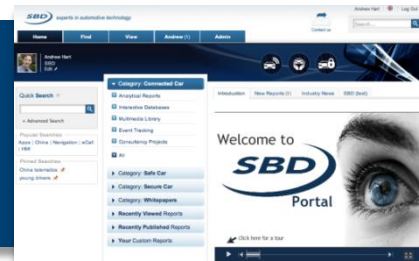 SBD experts in automotive technology
Andrew Hart Log Out
Contact us
Search...
Home Find View Andrew (1) Admin
Andrew Hart
SBD
Edit
Quick Search
+ Advanced Search
Popular Searches
Apps | China | Navigation | eCall
| HMI
Pinned Searches
China telematics
young drivers
Category: Connected Car
Analytical Reports
Interactive Databases
Multimedia Library
Event Tracking
Consultancy Projects
All
Category: Safe Car
Category: Secure Car
Category: Whitepapers
Recently Viewed Reports
Recently Published Reports
Your Custom Reports
Introduction New Reports (1) Industry News SBD (test)
Welcome to
SBD
Portal
Click here for a tour